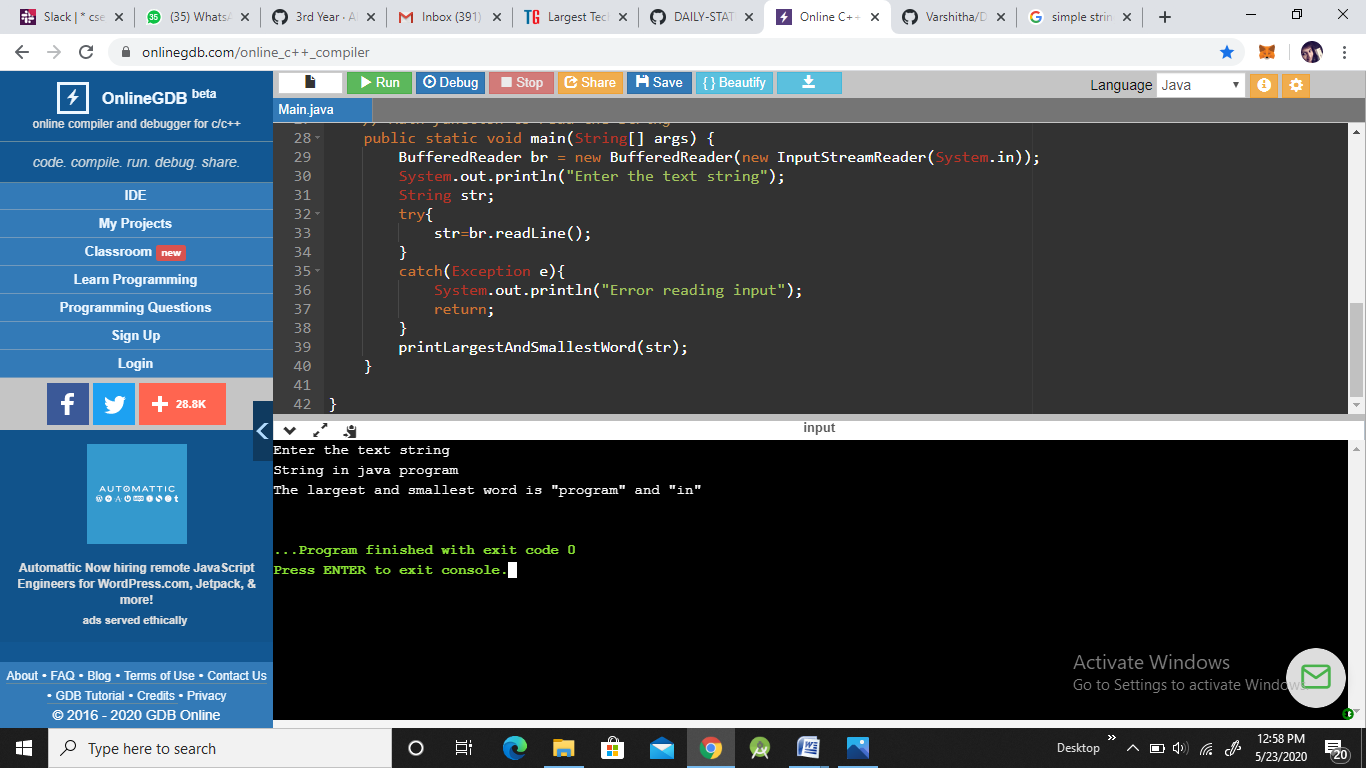 Slack | * cse
(35) WhatsA
3rd Year · A
Inbox (391)
Largest Tec
DAILY-STAT
Online C++
Varshitha/D
simple strin
onlinegdb.com/online_c++_compiler
OnlineGDB beta
online compiler and debugger for c/c++
code. compile. run. debug. share.
IDE
My Projects
Classroom new
Learn Programming
Programming Questions
Sign Up
Login
28.8K
AUTOMATTIC
Automattic Now hiring remote JavaScript
Engineers for WordPress.com, Jetpack, &
more!
ads served ethically
About • FAQ • Blog • Terms of Use • Contact Us
• GDB Tutorial • Credits • Privacy
© 2016 - 2020 GDB Online
Run Debug Stop Share Save { } Beautify
Language Java
Main.java
28 public static void main(String[] args) {
29 BufferedReader br = new BufferedReader(new InputStreamReader(System.in));
30 System.out.println("Enter the text string");
31 String str;
32 try{
33 str=br.readLine();
34 }
35 catch(Exception e){
36 System.out.println("Error reading input");
37 return;
38 }
39 printLargestAndSmallestWord(str);
40 }
41
42 }
input
Enter the text string
String in java program
The largest and smallest word is "program" and "in"
...Program finished with exit code 0
Press ENTER to exit console.
Activate Windows
Go to Settings to activate Windows.
Type here to search
Desktop
12:58 PM
5/23/2020
20